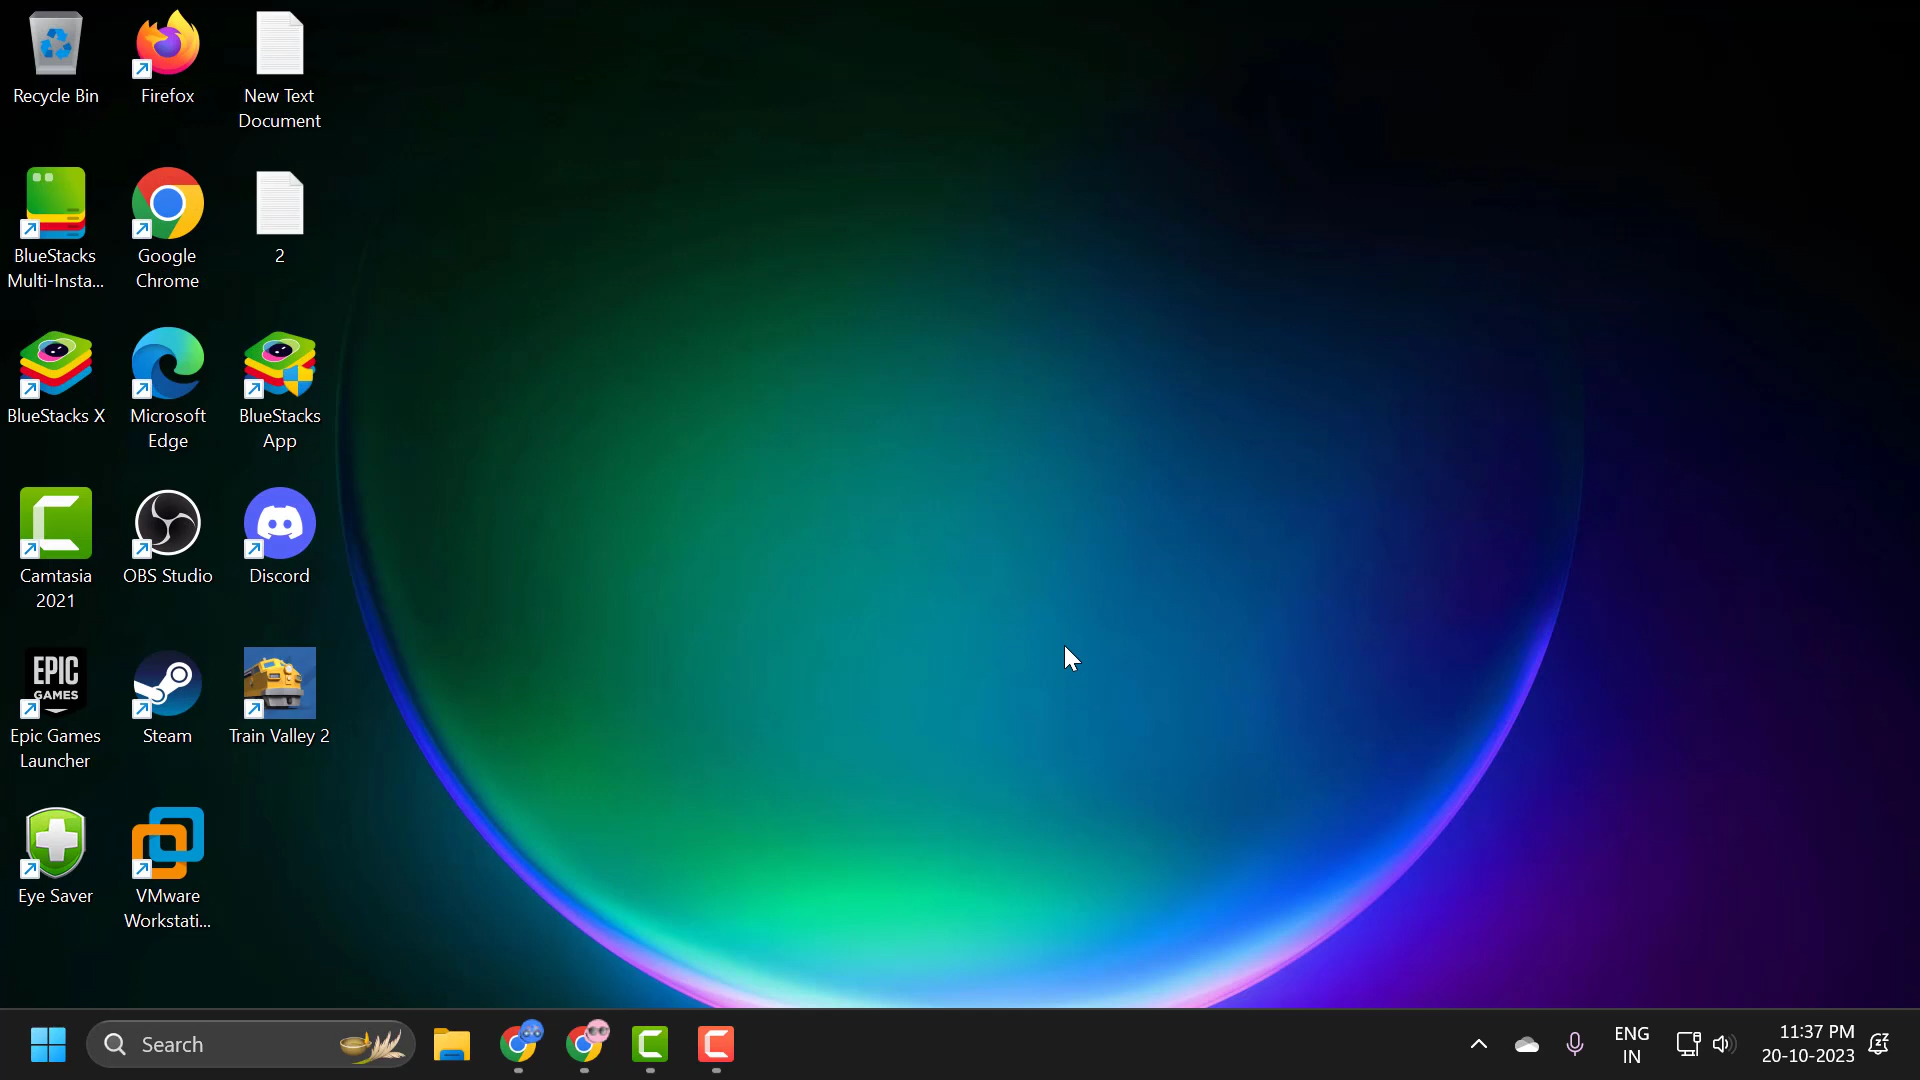 Recycle Bin
Firefox
New Text
Document
BlueStacks
Multi-Insta...
Google
Chrome
2
BlueStacks X
Microsoft
Edge
BlueStacks
App
Camtasia
2021
OBS Studio
Discord
EPIC
GAMES
Epic Games
Launcher
Steam
Train Valley 2
Eye Saver
VMware
Workstati...
Search
ENG
IN
11:37 PM
20-10-2023